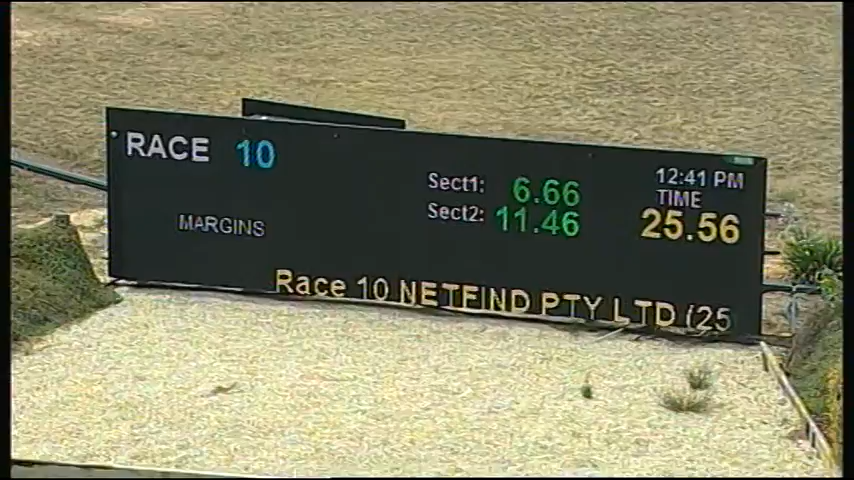 RACE 10
MARGINS
Sect1: 6.66
Sect2: 11.46
12:41 PM
TIME
25.56
Race 10 NETFIND PTY LTD (25